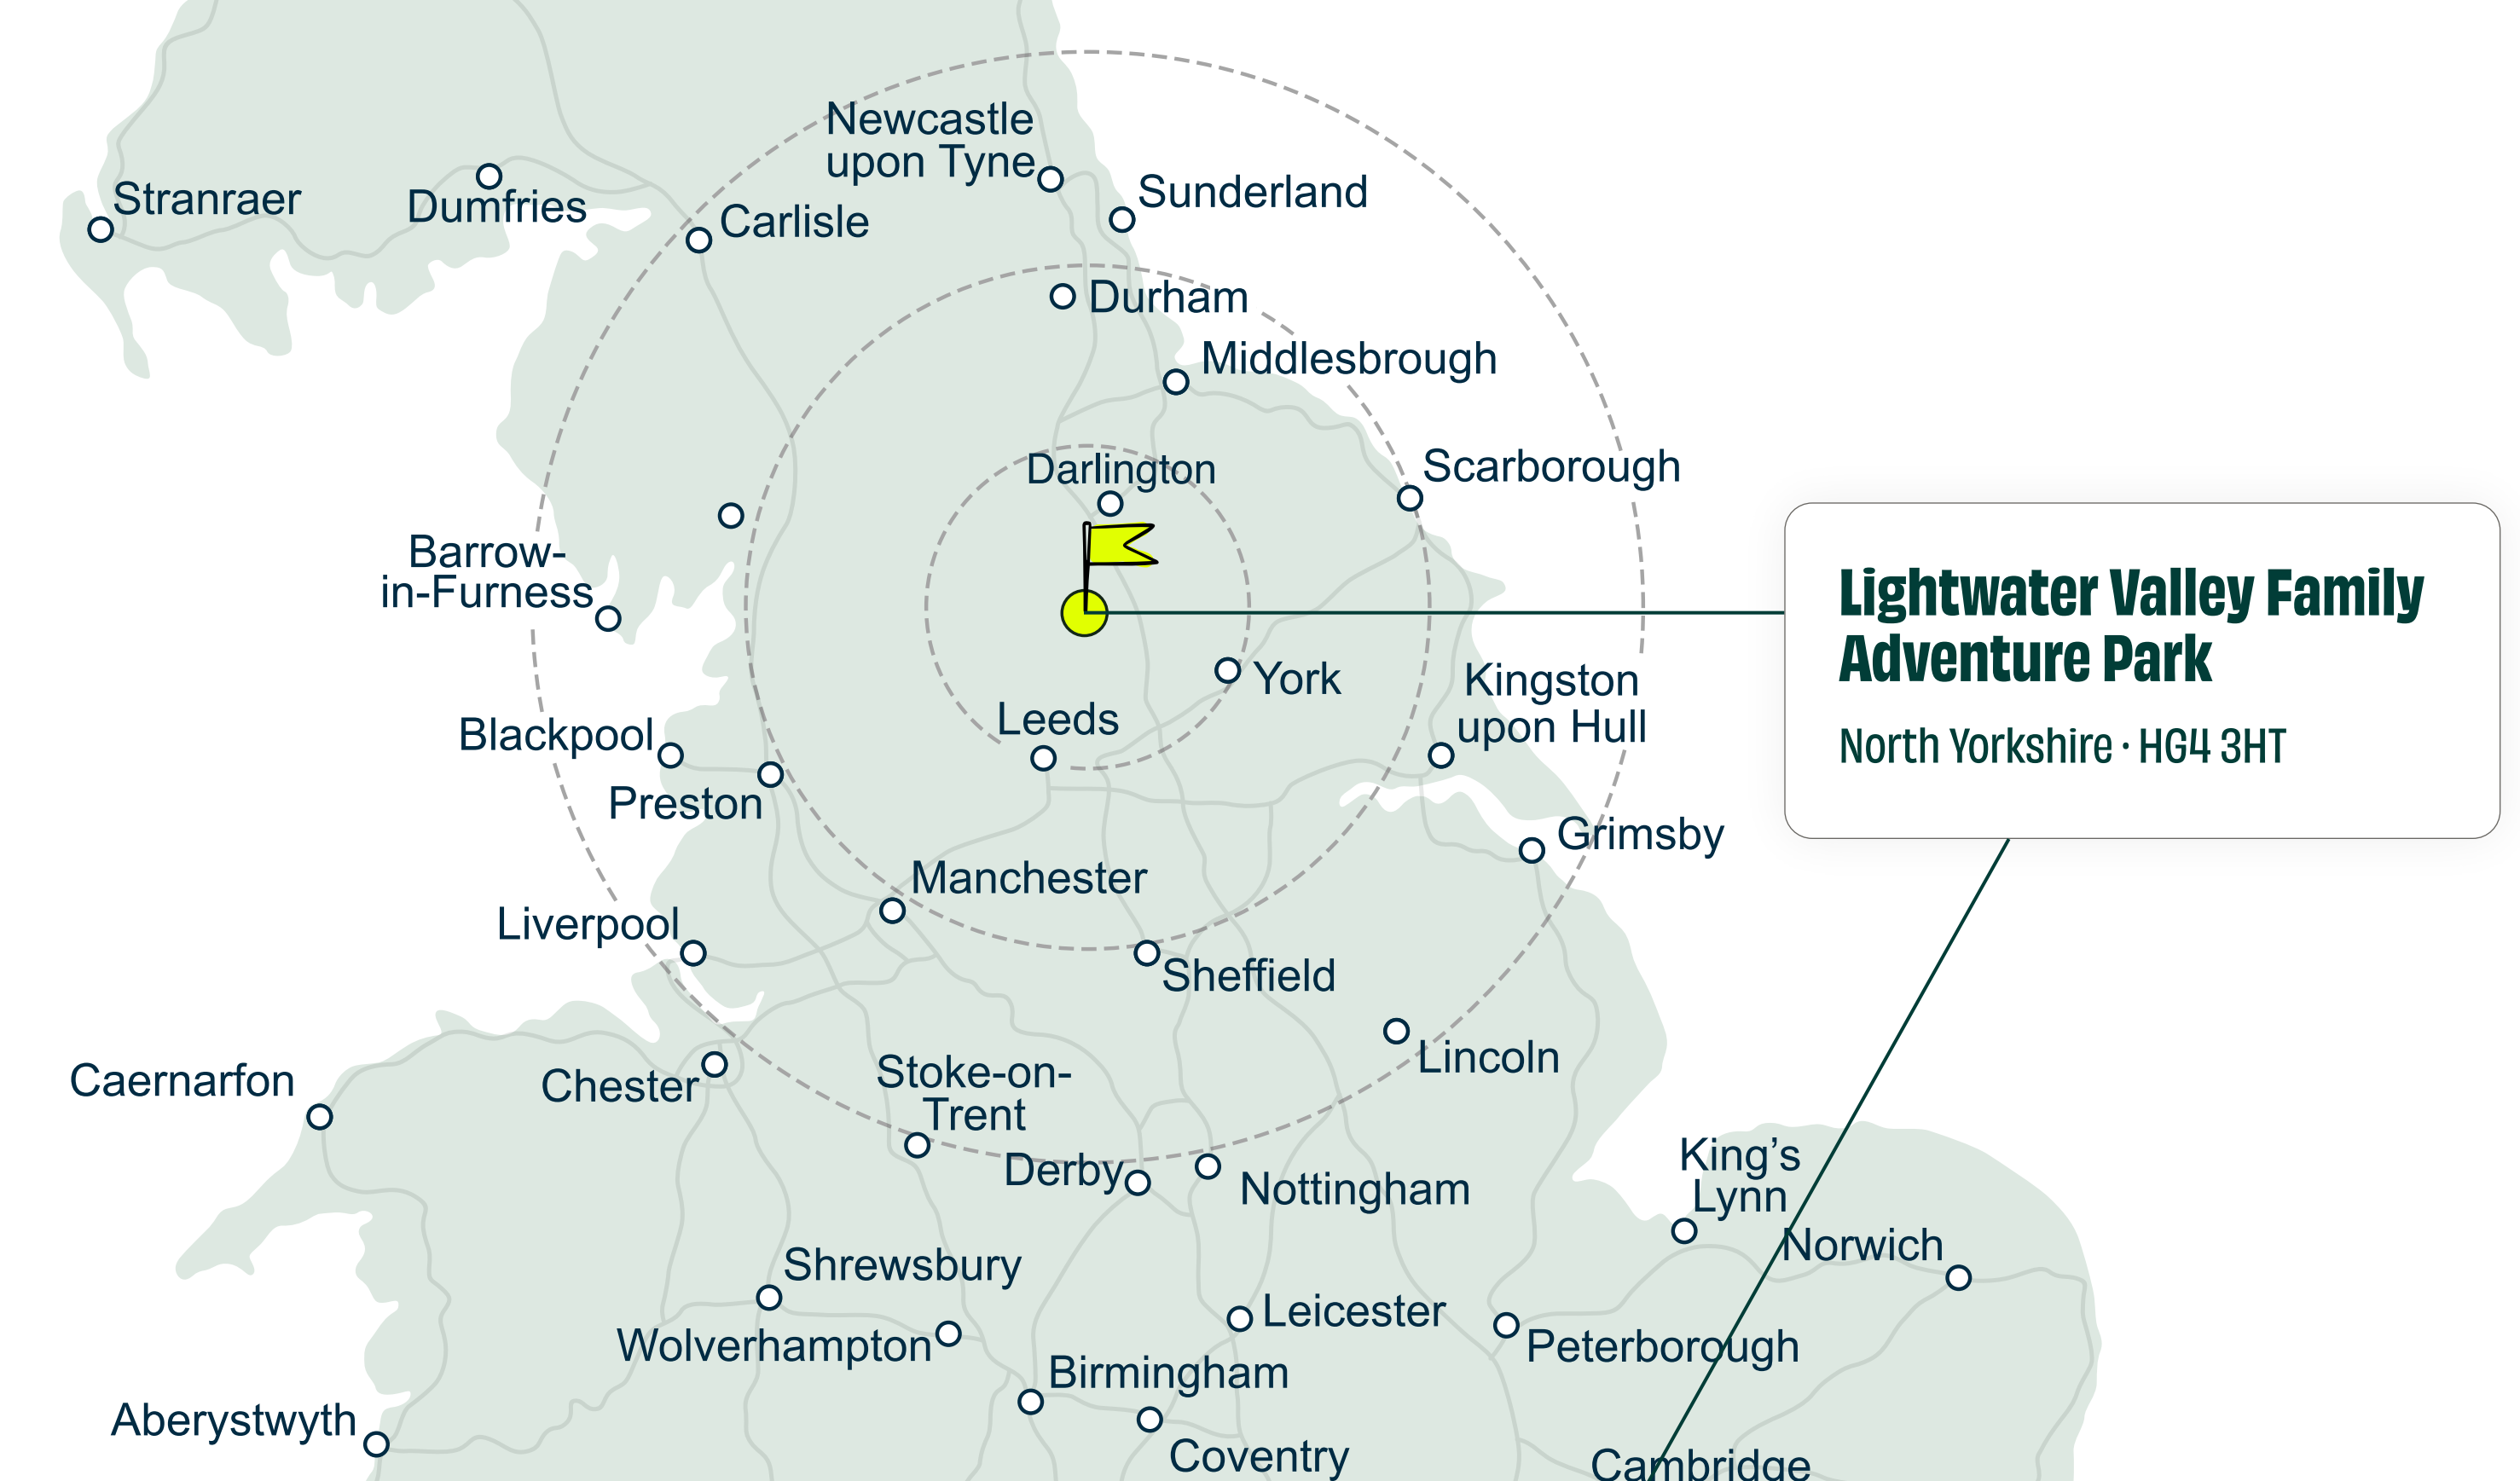 Newcastle
upon Tyne
Stranraer
Dumfries
Sunderland
Carlisle
Durham
Middlesbrough
Darlington
Scarborough
Barrow-
in-Furness
Lightwater Valley Family
Adventure Park
North Yorkshire · HG4 3HT
York
Kingston
upon Hull
Leeds
Blackpool
Preston
Grimsby
Manchester
Liverpool
Sheffield
Lincoln
Caernarfon
Chester
Stoke-on-
Trent
Derby
Nottingham
King’s
Lynn
Norwich
Shrewsbury
Leicester
Wolverhampton
Peterborough
Birmingham
Aberystwyth
Coventry
Cambridge